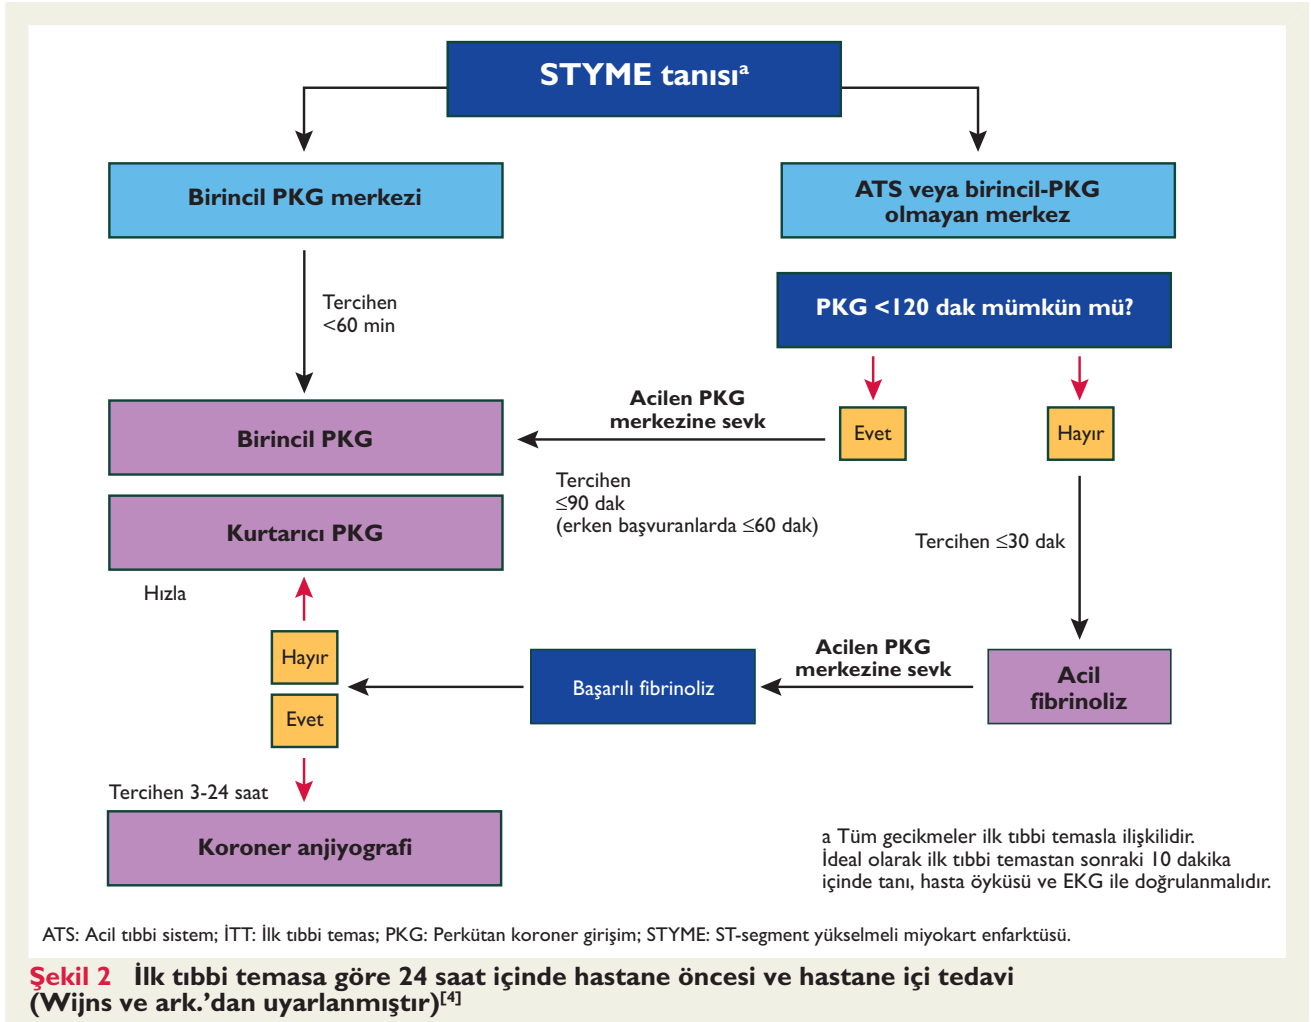 STYME tanısıᵃ
Birincil PKG merkezi
ATS veya birincil-PKG
olmayan merkez
PKG <120 dak mümkün mü?
Tercihen
<60 min
Acilen PKG
merkezine sevk
Evet
Hayır
Birincil PKG
Tercihen
≤90 dak
(erken başvuranlarda ≤60 dak)
Kurtarıcı PKG
Tercihen ≤30 dak
Hızla
Hayır
Evet
Başarılı fibrinoliz
Acilen PKG
merkezine sevk
Acil
fibrinoliz
Tercihen 3-24 saat
Koroner anjiyografi
a Tüm gecikmeler ilk tıbbi temasla ilişkilidir.
İdeal olarak ilk tıbbi temastan sonraki 10 dakika
içinde tanı, hasta öyküsü ve EKG ile doğrulanmalıdır.
ATS: Acil tıbbi sistem; İTT: İlk tıbbi temas; PKG: Perkütan koroner girişim; STYME: ST-segment yükselmeli miyokart enfarktüsü.
Şekil 2 İlk tıbbi temasa göre 24 saat içinde hastane öncesi ve hastane içi tedavi
(Wijns ve ark.’dan uyarlanmıştır)[4]